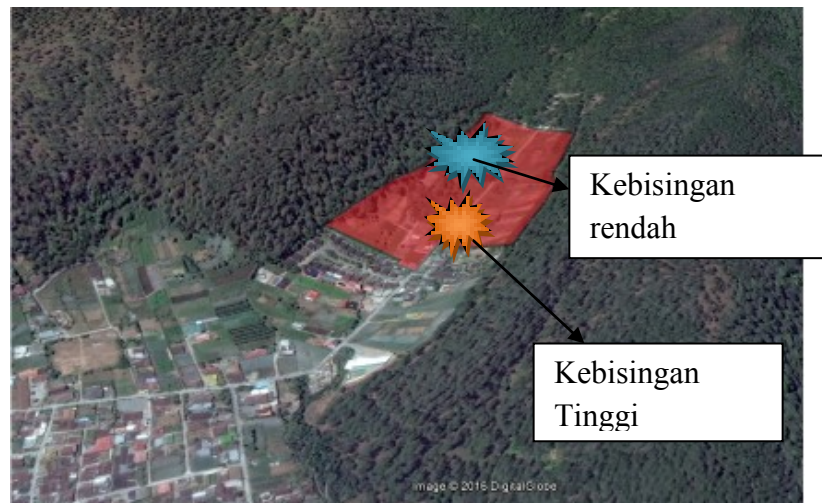 Kebisingan
rendah
Kebisingan
Tinggi
Image © 2016 DigitalGlobe